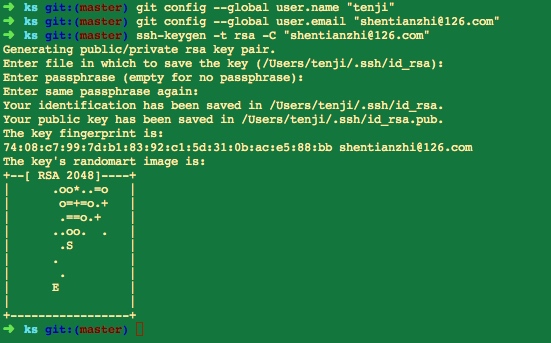 ➜ ks git:(master) git config --global user.name "tenji"
➜ ks git:(master) git config --global user.email "shentianzhi@126.com"
➜ ks git:(master) ssh-keygen -t rsa -C "shentianzhi@126.com"
Generating public/private rsa key pair.
Enter file in which to save the key (/Users/tenji/.ssh/id_rsa):
Enter passphrase (empty for no passphrase):
Enter same passphrase again:
Your identification has been saved in /Users/tenji/.ssh/id_rsa.
Your public key has been saved in /Users/tenji/.ssh/id_rsa.pub.
The key fingerprint is:
74:08:c7:99:7d:b1:83:92:c1:5d:31:0b:ac:e5:88:bb shentianzhi@126.com
The key's randomart image is:
+--[ RSA 2048]----+
|      .oo*..=o   |
|       o=+=o.+   |
|       .==o.+    |
|      ..oo.  .   |
|       .S        |
|      .          |
|       .         |
|      E          |
|                 |
+-----------------+
➜ ks git:(master)